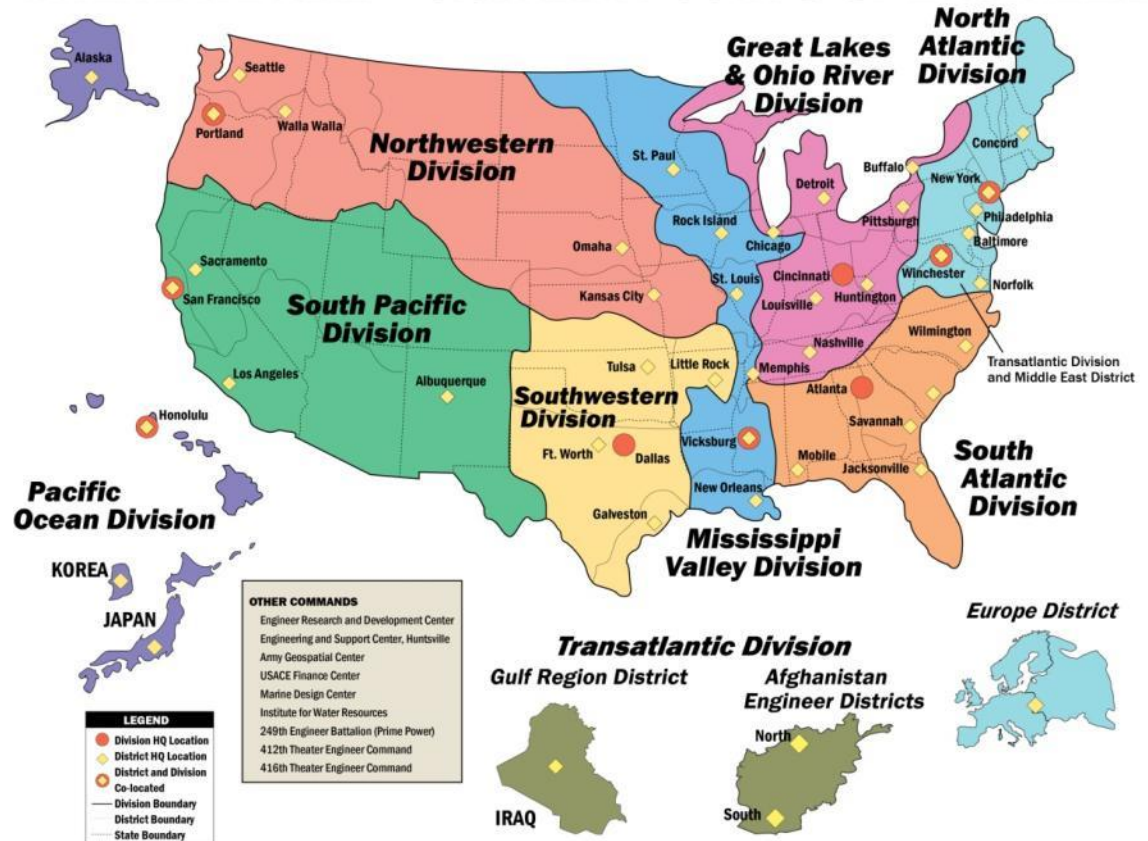 Alaska
Seattle
Portland
Walla Walla
Northwestern
Division
Omaha
Kansas City
Sacramento
San Francisco
South Pacific
Division
Los Angeles
Albuquerque
St. Paul
Rock Island
Chicago
St. Louis
Great Lakes
& Ohio River
Division
Detroit
Buffalo
Pittsburgh
Cincinnati
Louisville
Huntington
Nashville
Memphis
North
Atlantic
Division
Concord
New York
Philadelphia
Baltimore
Winchester
Norfolk
Transatlantic Division
and Middle East District
Tulsa
Little Rock
Southwestern
Division
Ft. Worth
Dallas
Galveston
Vicksburg
New Orleans
Mississippi
Valley Division
Wilmington
Atlanta
Savannah
Mobile
Jacksonville
South
Atlantic
Division
Honolulu
Pacific
Ocean Division
KOREA
JAPAN
LEGEND
Division HQ Location
District HQ Location
District and Division
Co-located
Division Boundary
District Boundary
State Boundary
OTHER COMMANDS
Engineer Research and Development Center
Engineering and Support Center, Huntsville
Army Geospatial Center
USACE Finance Center
Marine Design Center
Institute for Water Resources
249th Engineer Battalion (Prime Power)
412th Theater Engineer Command
416th Theater Engineer Command
Transatlantic Division
Gulf Region District
IRAQ
Afghanistan
Engineer Districts
North
South
Europe District